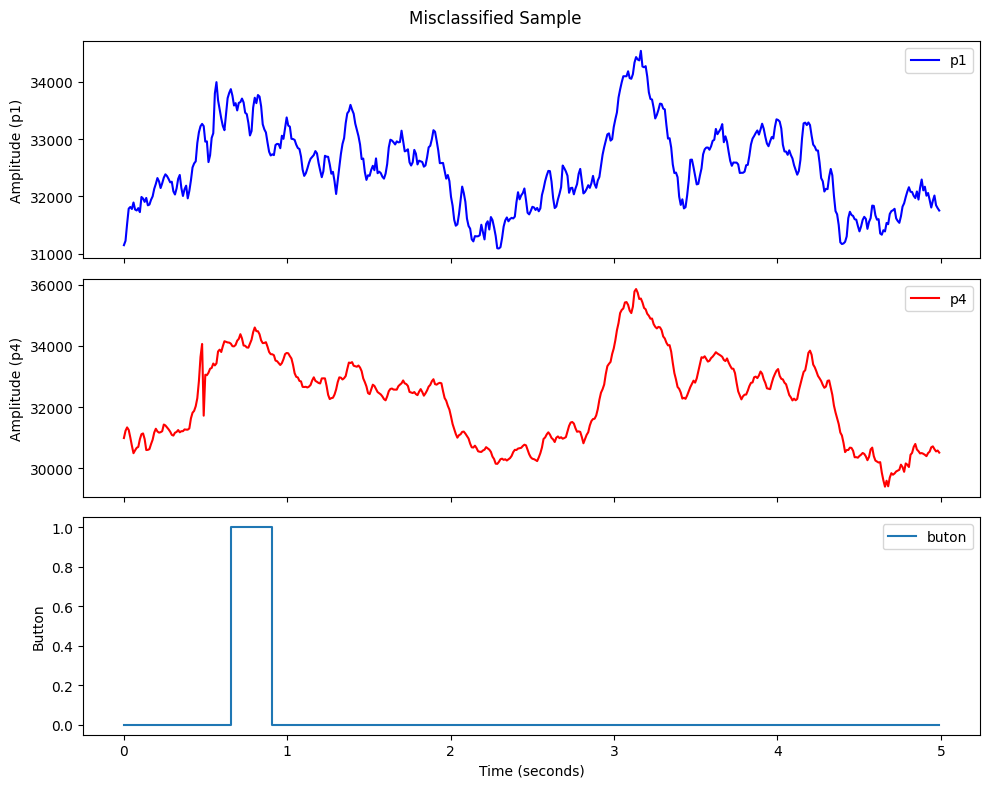 Misclassified Sample
Amplitude (p1)
34000
33000
32000
31000
p1
Amplitude (p4)
36000
34000
32000
30000
p4
Button
1.0
0.8
0.6
0.4
0.2
0.0
buton
0 1 2 3 4 5
Time (seconds)